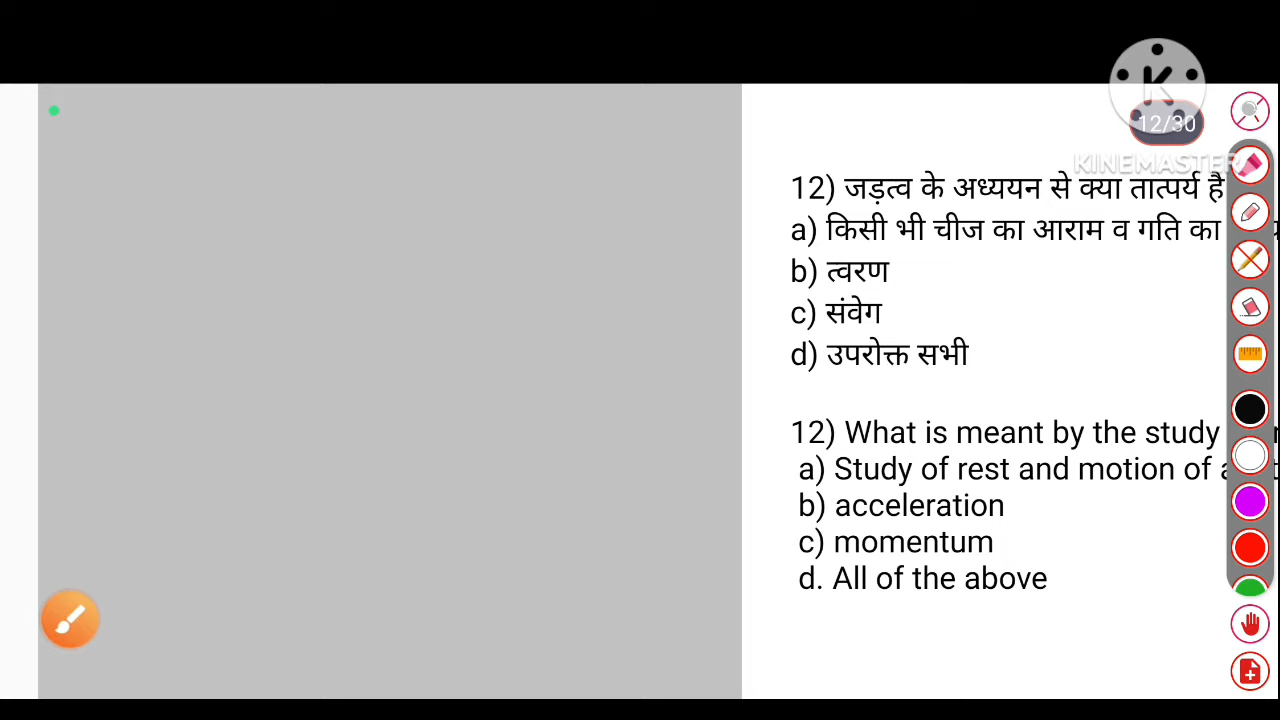 12/30
KINEMASTER
12) जड़त्व के अध्ययन से क्या तात्पर्य है
a) किसी भी चीज का आराम व गति का
b) त्वरण
c) संवेग
d) उपरोक्त सभी
12) What is meant by the study
a) Study of rest and motion of
b) acceleration
c) momentum
d. All of the above